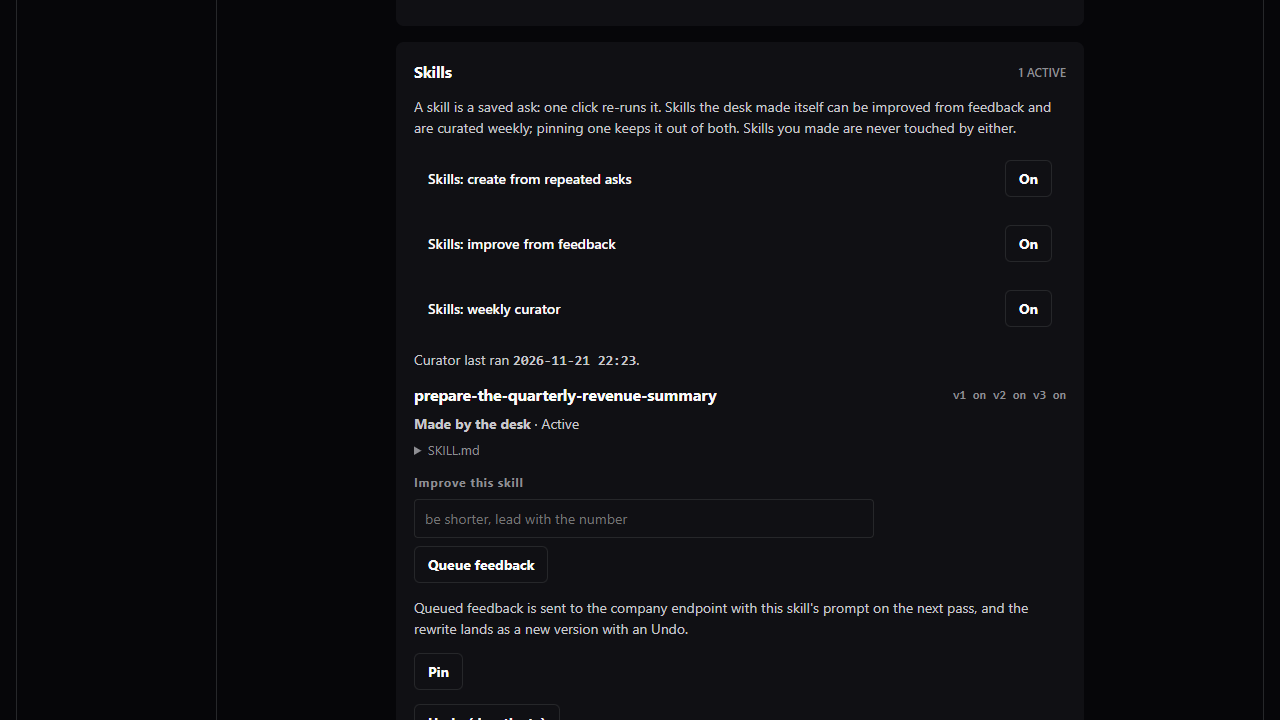 Skills
1 ACTIVE
A skill is a saved ask: one click re-runs it. Skills the desk made itself can be improved from feedback and
are curated weekly; pinning one keeps it out of both. Skills you made are never touched by either.
Skills: create from repeated asks
On
Skills: improve from feedback
On
Skills: weekly curator
On
Curator last ran 2026-11-21 22:23.
prepare-the-quarterly-revenue-summary
v1 on v2 on v3 on
Made by the desk · Active
SKILL.md
Improve this skill
be shorter, lead with the number
Queue feedback
Queued feedback is sent to the company endpoint with this skill's prompt on the next pass, and the
rewrite lands as a new version with an Undo.
Pin